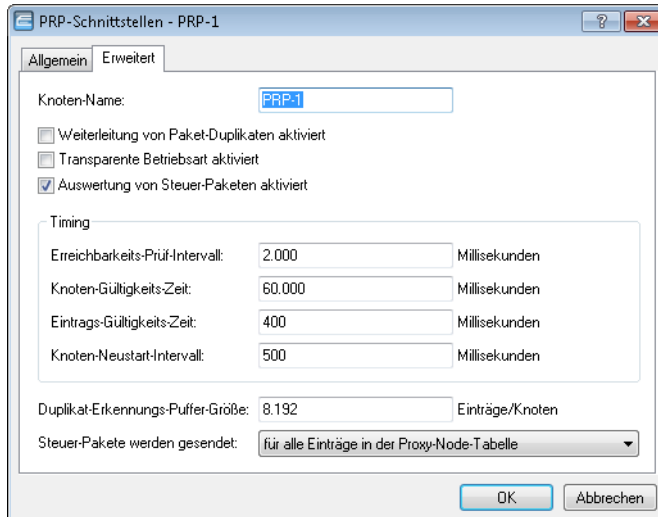 PRP-Schnittstellen - PRP-1
Allgemein Erweitert
Knoten-Name: PRP-1
Weiterleitung von Paket-Duplikaten aktiviert
Transparente Betriebsart aktiviert
Auswertung von Steuer-Paketen aktiviert
Timing
Erreichbarkeits-Prüf-Intervall: 2.000 Millisekunden
Knoten-Gültigkeits-Zeit: 60.000 Millisekunden
Eintrags-Gültigkeits-Zeit: 400 Millisekunden
Knoten-Neustart-Intervall: 500 Millisekunden
Duplikat-Erkennungs-Puffer-Größe: 8.192 Einträge/Knoten
Steuer-Pakete werden gesendet: für alle Einträge in der Proxy-Node-Tabelle
OK Abbrechen